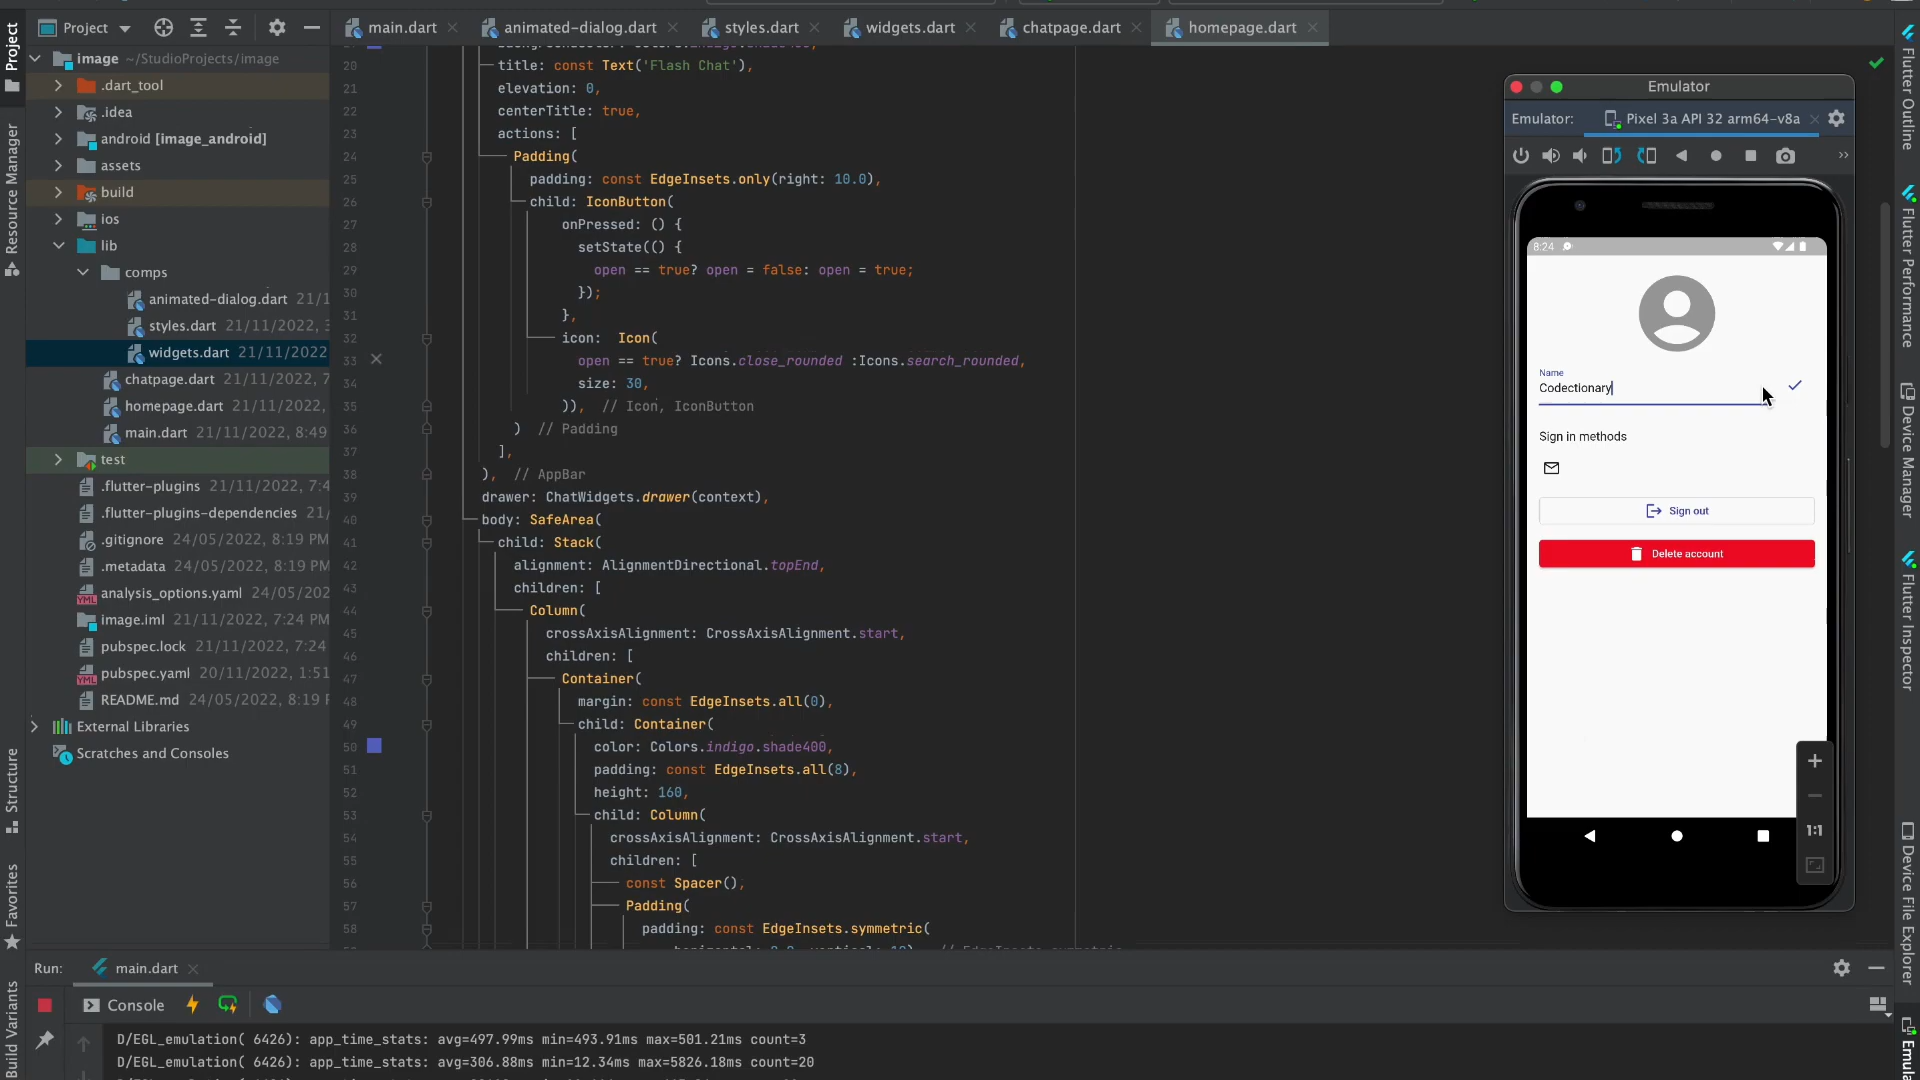 Project
main.dart
animated-dialog.dart
styles.dart
widgets.dart
chatpage.dart
homepage.dart
image ~/StudioProjects/image
.dart_tool
.idea
android [image_android]
assets
build
ios
lib
comps
animated-dialog.dart 21/1
styles.dart 21/11/2022, 3
widgets.dart 21/11/2022
chatpage.dart 21/11/2022, 7
homepage.dart 21/11/2022,
main.dart 21/11/2022, 8:49
test
.flutter-plugins 21/11/2022, 7:4
.flutter-plugins-dependencies 21/
.gitignore 24/05/2022, 8:19 PM
.metadata 24/05/2022, 8:19 PM
analysis_options.yaml 24/05/202
image.iml 21/11/2022, 7:24 PM
pubspec.lock 21/11/2022, 7:24
pubspec.yaml 20/11/2022, 1:51
README.md 24/05/2022, 8:19 P
External Libraries
Scratches and Consoles
Project
Resource Manager
Structure
Favorites
Build Variants
20 title: const Text('Flash Chat'),
21 elevation: 0,
22 centerTitle: true,
23 actions: [
24 Padding(
25 padding: const EdgeInsets.only(right: 10.0),
26 child: IconButton(
27 onPressed: () {
28 setState(() {
29 open == true? open = false: open = true;
30 });
31 },
32 icon: Icon(
33 open == true? Icons.close_rounded :Icons.search_rounded,
34 size: 30,
35 )), // Icon, IconButton
36 ) // Padding
37 ],
38 ), // AppBar
39 drawer: ChatWidgets.drawer(context),
40 body: SafeArea(
41 child: Stack(
42 alignment: AlignmentDirectional.topEnd,
43 children: [
44 Column(
45 crossAxisAlignment: CrossAxisAlignment.start,
46 children: [
47 Container(
48 margin: const EdgeInsets.all(0),
49 child: Container(
50 color: Colors.indigo.shade400,
51 padding: const EdgeInsets.all(8),
52 height: 160,
53 child: Column(
54 crossAxisAlignment: CrossAxisAlignment.start,
55 children: [
56 const Spacer(),
57 Padding(
58 padding: const EdgeInsets.symmetric(
Emulator
Emulator: Pixel 3a API 32 arm64-v8a
8:24
Name
Codectionary
Sign in methods
Sign out
Delete account
1:1
Flutter Outline
Flutter Performance
Device Manager
Flutter Inspector
Device File Explorer
Emula
Run: main.dart
Console
D/EGL_emulation( 6426): app_time_stats: avg=497.99ms min=493.91ms max=501.21ms count=3
D/EGL_emulation( 6426): app_time_stats: avg=306.88ms min=12.34ms max=5826.18ms count=20